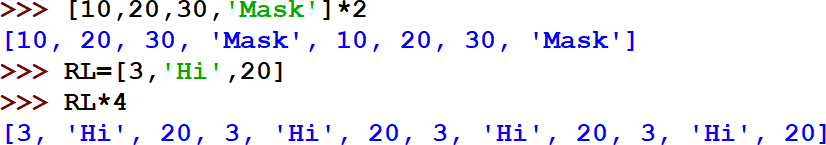 >>> [10,20,30,'Mask']*2
[10, 20, 30, 'Mask', 10, 20, 30, 'Mask']
>>> RL=[3,'Hi',20]
>>> RL*4
[3, 'Hi', 20, 3, 'Hi', 20, 3, 'Hi', 20, 3, 'Hi', 20]